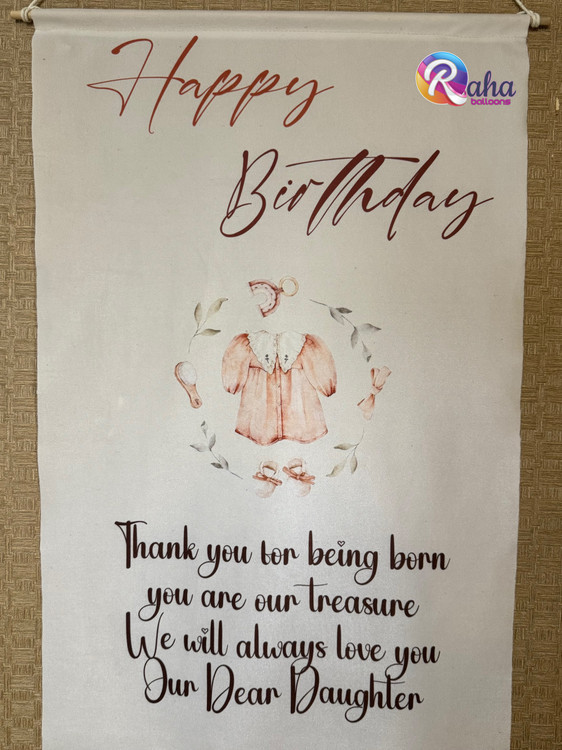 Happy
Raha
balloons
Birthday
Thank you for being born
you are our treasure
We will always love you
Our Dear Daughter